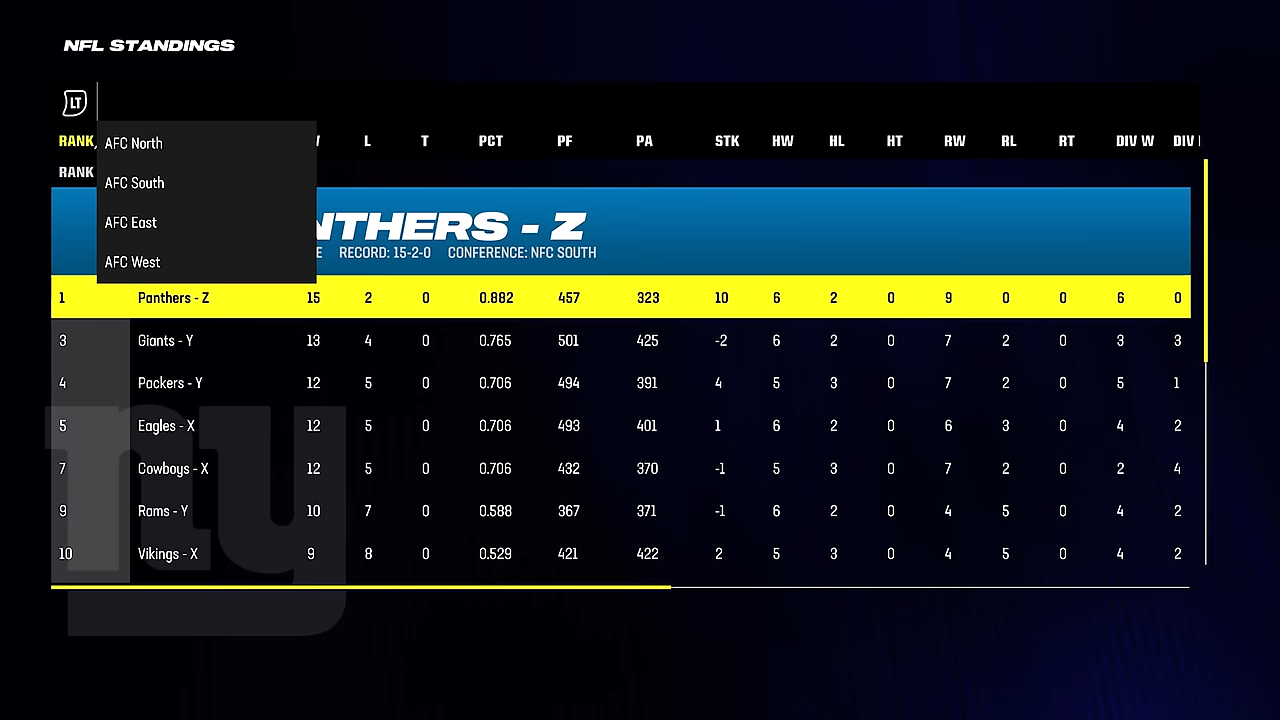 NFL STANDINGS
LT
RANK L T PCT PF PA STK HW HL HT RW RL RT DIV W DIV
AFC North
RANK
AFC South
AFC East
NTHERS - Z
RECORD: 15-2-0 CONFERENCE: NFC SOUTH
AFC West
1 Panthers - Z 15 2 0 0.882 457 323 10 6 2 0 9 0 0 6 0
3 Giants - Y 13 4 0 0.765 501 425 -2 6 2 0 7 2 0 3 3
4 Packers - Y 12 5 0 0.706 494 391 4 5 3 0 7 2 0 5 1
5 Eagles - X 12 5 0 0.706 493 401 1 6 2 0 6 3 0 4 2
7 Cowboys - X 12 5 0 0.706 432 370 -1 5 3 0 7 2 0 2 4
9 Rams - Y 10 7 0 0.588 367 371 -1 6 2 0 4 5 0 4 2
10 Vikings - X 9 8 0 0.529 421 422 2 5 3 0 4 5 0 4 2
ny